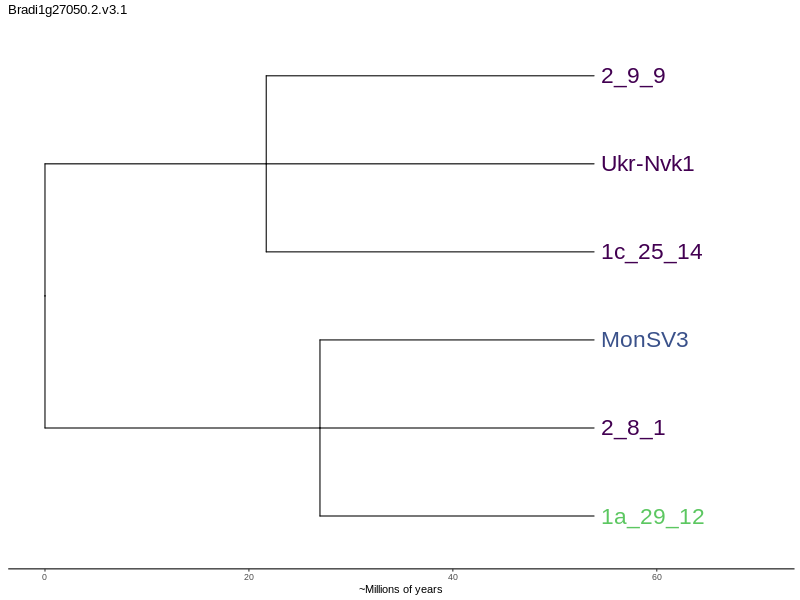 Bradi1g27050.2.v3.1
2_9_9
Ukr-Nvk1
1c_25_14
MonSV3
2_8_1
1a_29_12
0 20 40 60
~Millions of years